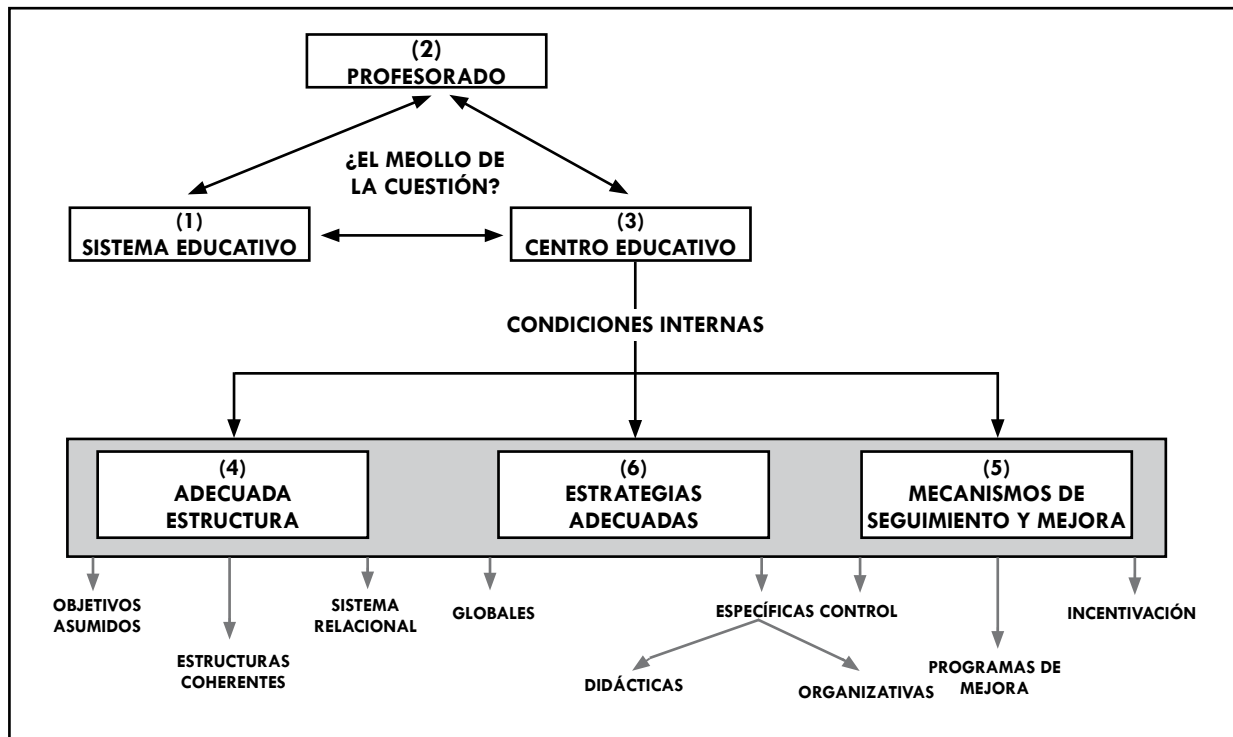 (2)
PROFESORADO
¿EL MEOLLO DE
LA CUESTIÓN?
(1)
SISTEMA EDUCATIVO
(3)
CENTRO EDUCATIVO
CONDICIONES INTERNAS
(4)
ADECUADA
ESTRUCTURA
(6)
ESTRATEGIAS
ADECUADAS
(5)
MECANISMOS DE
SEGUIMIENTO Y MEJORA
OBJETIVOS
ASUMIDOS
ESTRUCTURAS
COHERENTES
SISTEMA
RELACIONAL
GLOBALES
ESPECÍFICAS CONTROL
DIDÁCTICAS
ORGANIZATIVAS
PROGRAMAS DE
MEJORA
INCENTIVACIÓN